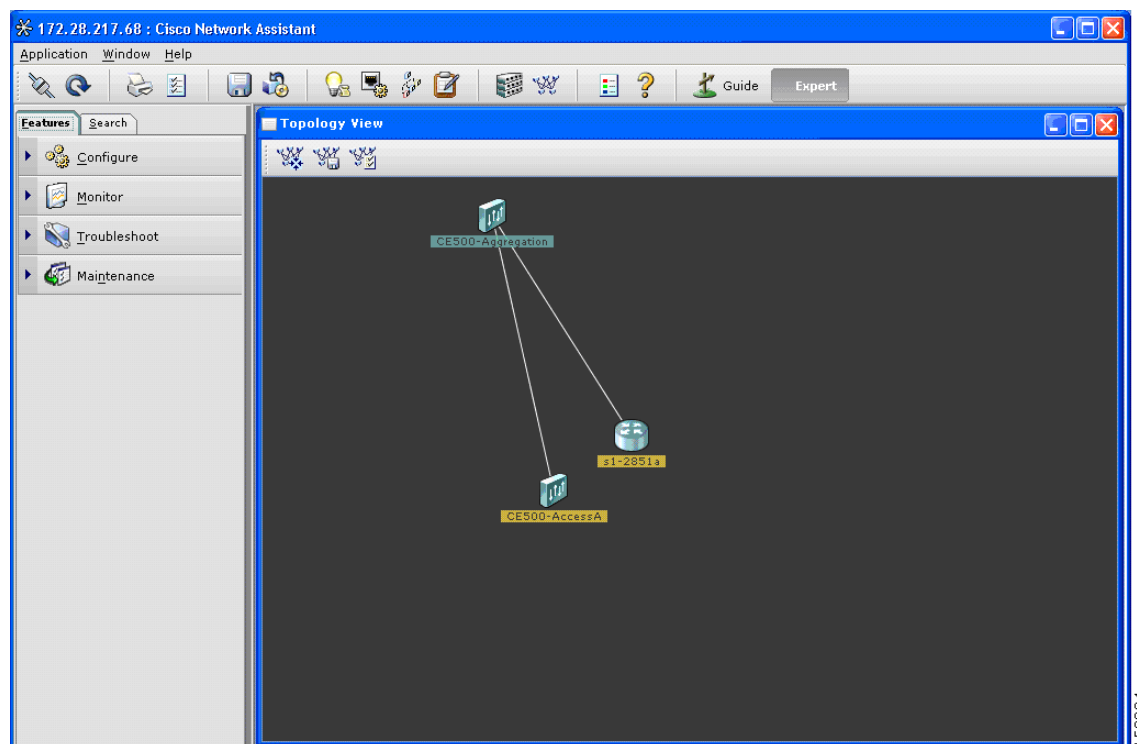 172.28.217.68 : Cisco Network Assistant
Application Window Help
Guide Expert
Features Search
Topology View
Configure
Monitor
Troubleshoot
Maintenance
CE500-Aggregation
s1-2851a
CE500-AccessA